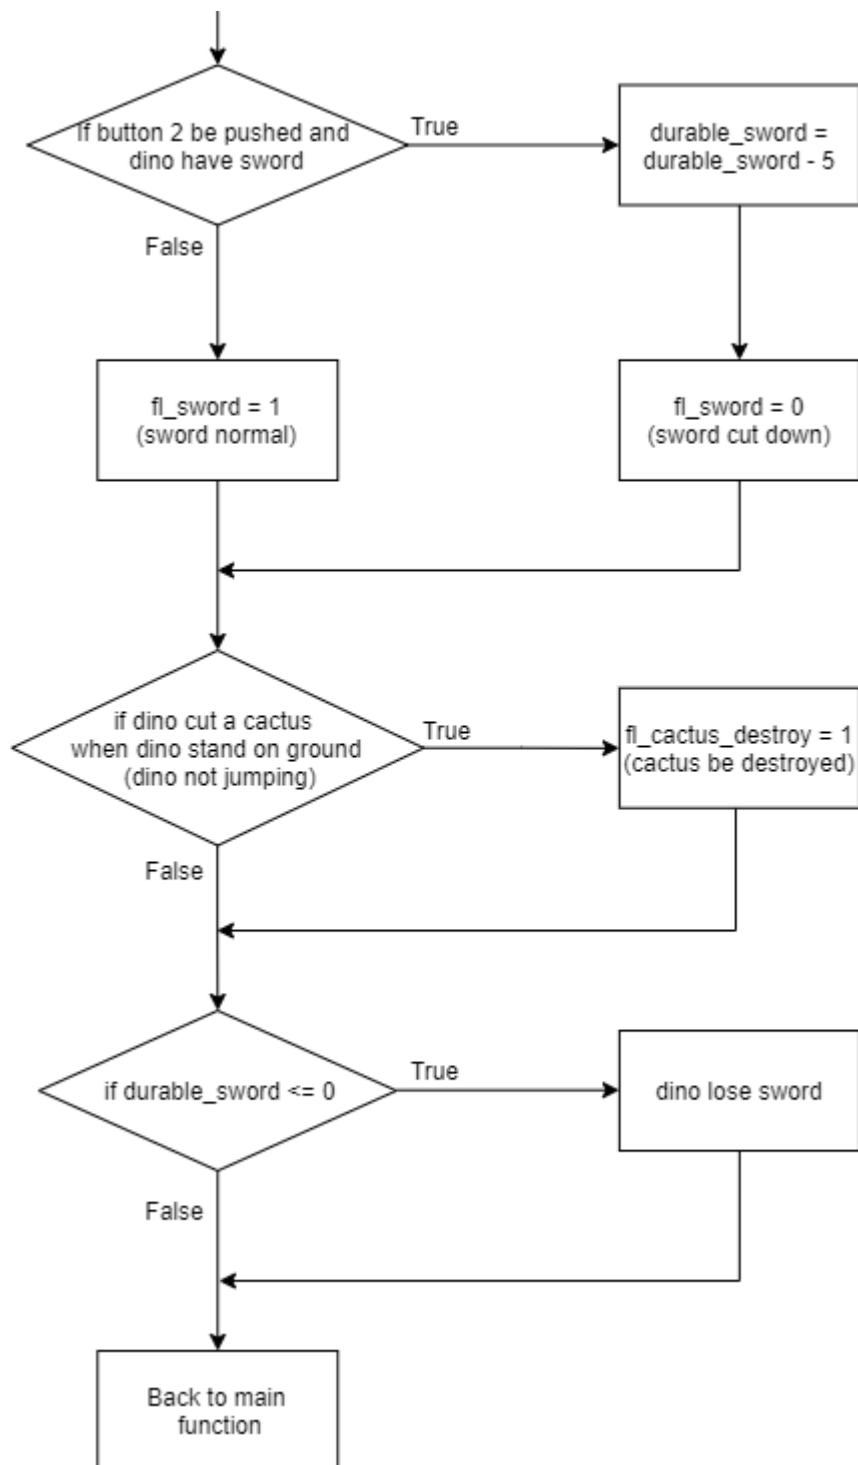 If button 2 be pushed and
dino have sword
True
durable_sword =
durable_sword - 5
False
fl_sword = 1
(sword normal)
fl_sword = 0
(sword cut down)
if dino cut a cactus
when dino stand on ground
(dino not jumping)
True
fl_cactus_destroy = 1
(cactus be destroyed)
False
if durable_sword <= 0
True
dino lose sword
False
Back to main
function